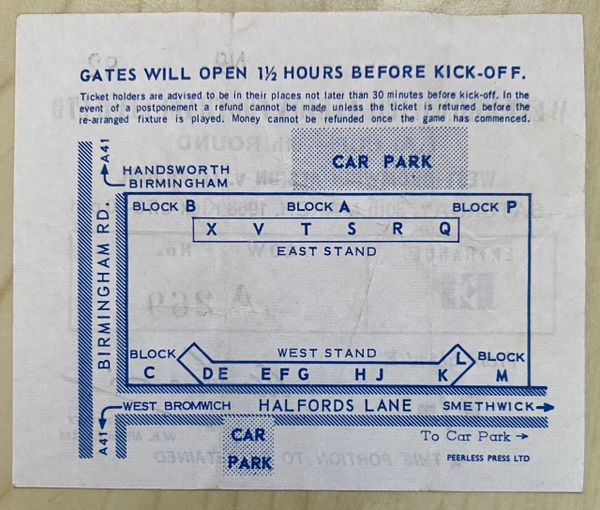 GATES WILL OPEN 1½ HOURS BEFORE KICK-OFF.
Ticket holders are advised to be in their places not later than 30 minutes before kick-off. In the
event of a postponement a refund cannot be made unless the ticket is returned before the
re-arranged fixture is played. Money cannot be refunded once the game has commenced.
A41
HANDSWORTH
BIRMINGHAM
CAR PARK
BLOCK B BLOCK A BLOCK P
X V T S R Q
EAST STAND
BIRMINGHAM RD.
WEST STAND
BLOCK
C
DE EFG HJ K
L
BLOCK
M
WEST BROMWICH HALFORDS LANE SMETHWICK
A41
CAR
PARK
To Car Park
PEERLESS PRESS LTD